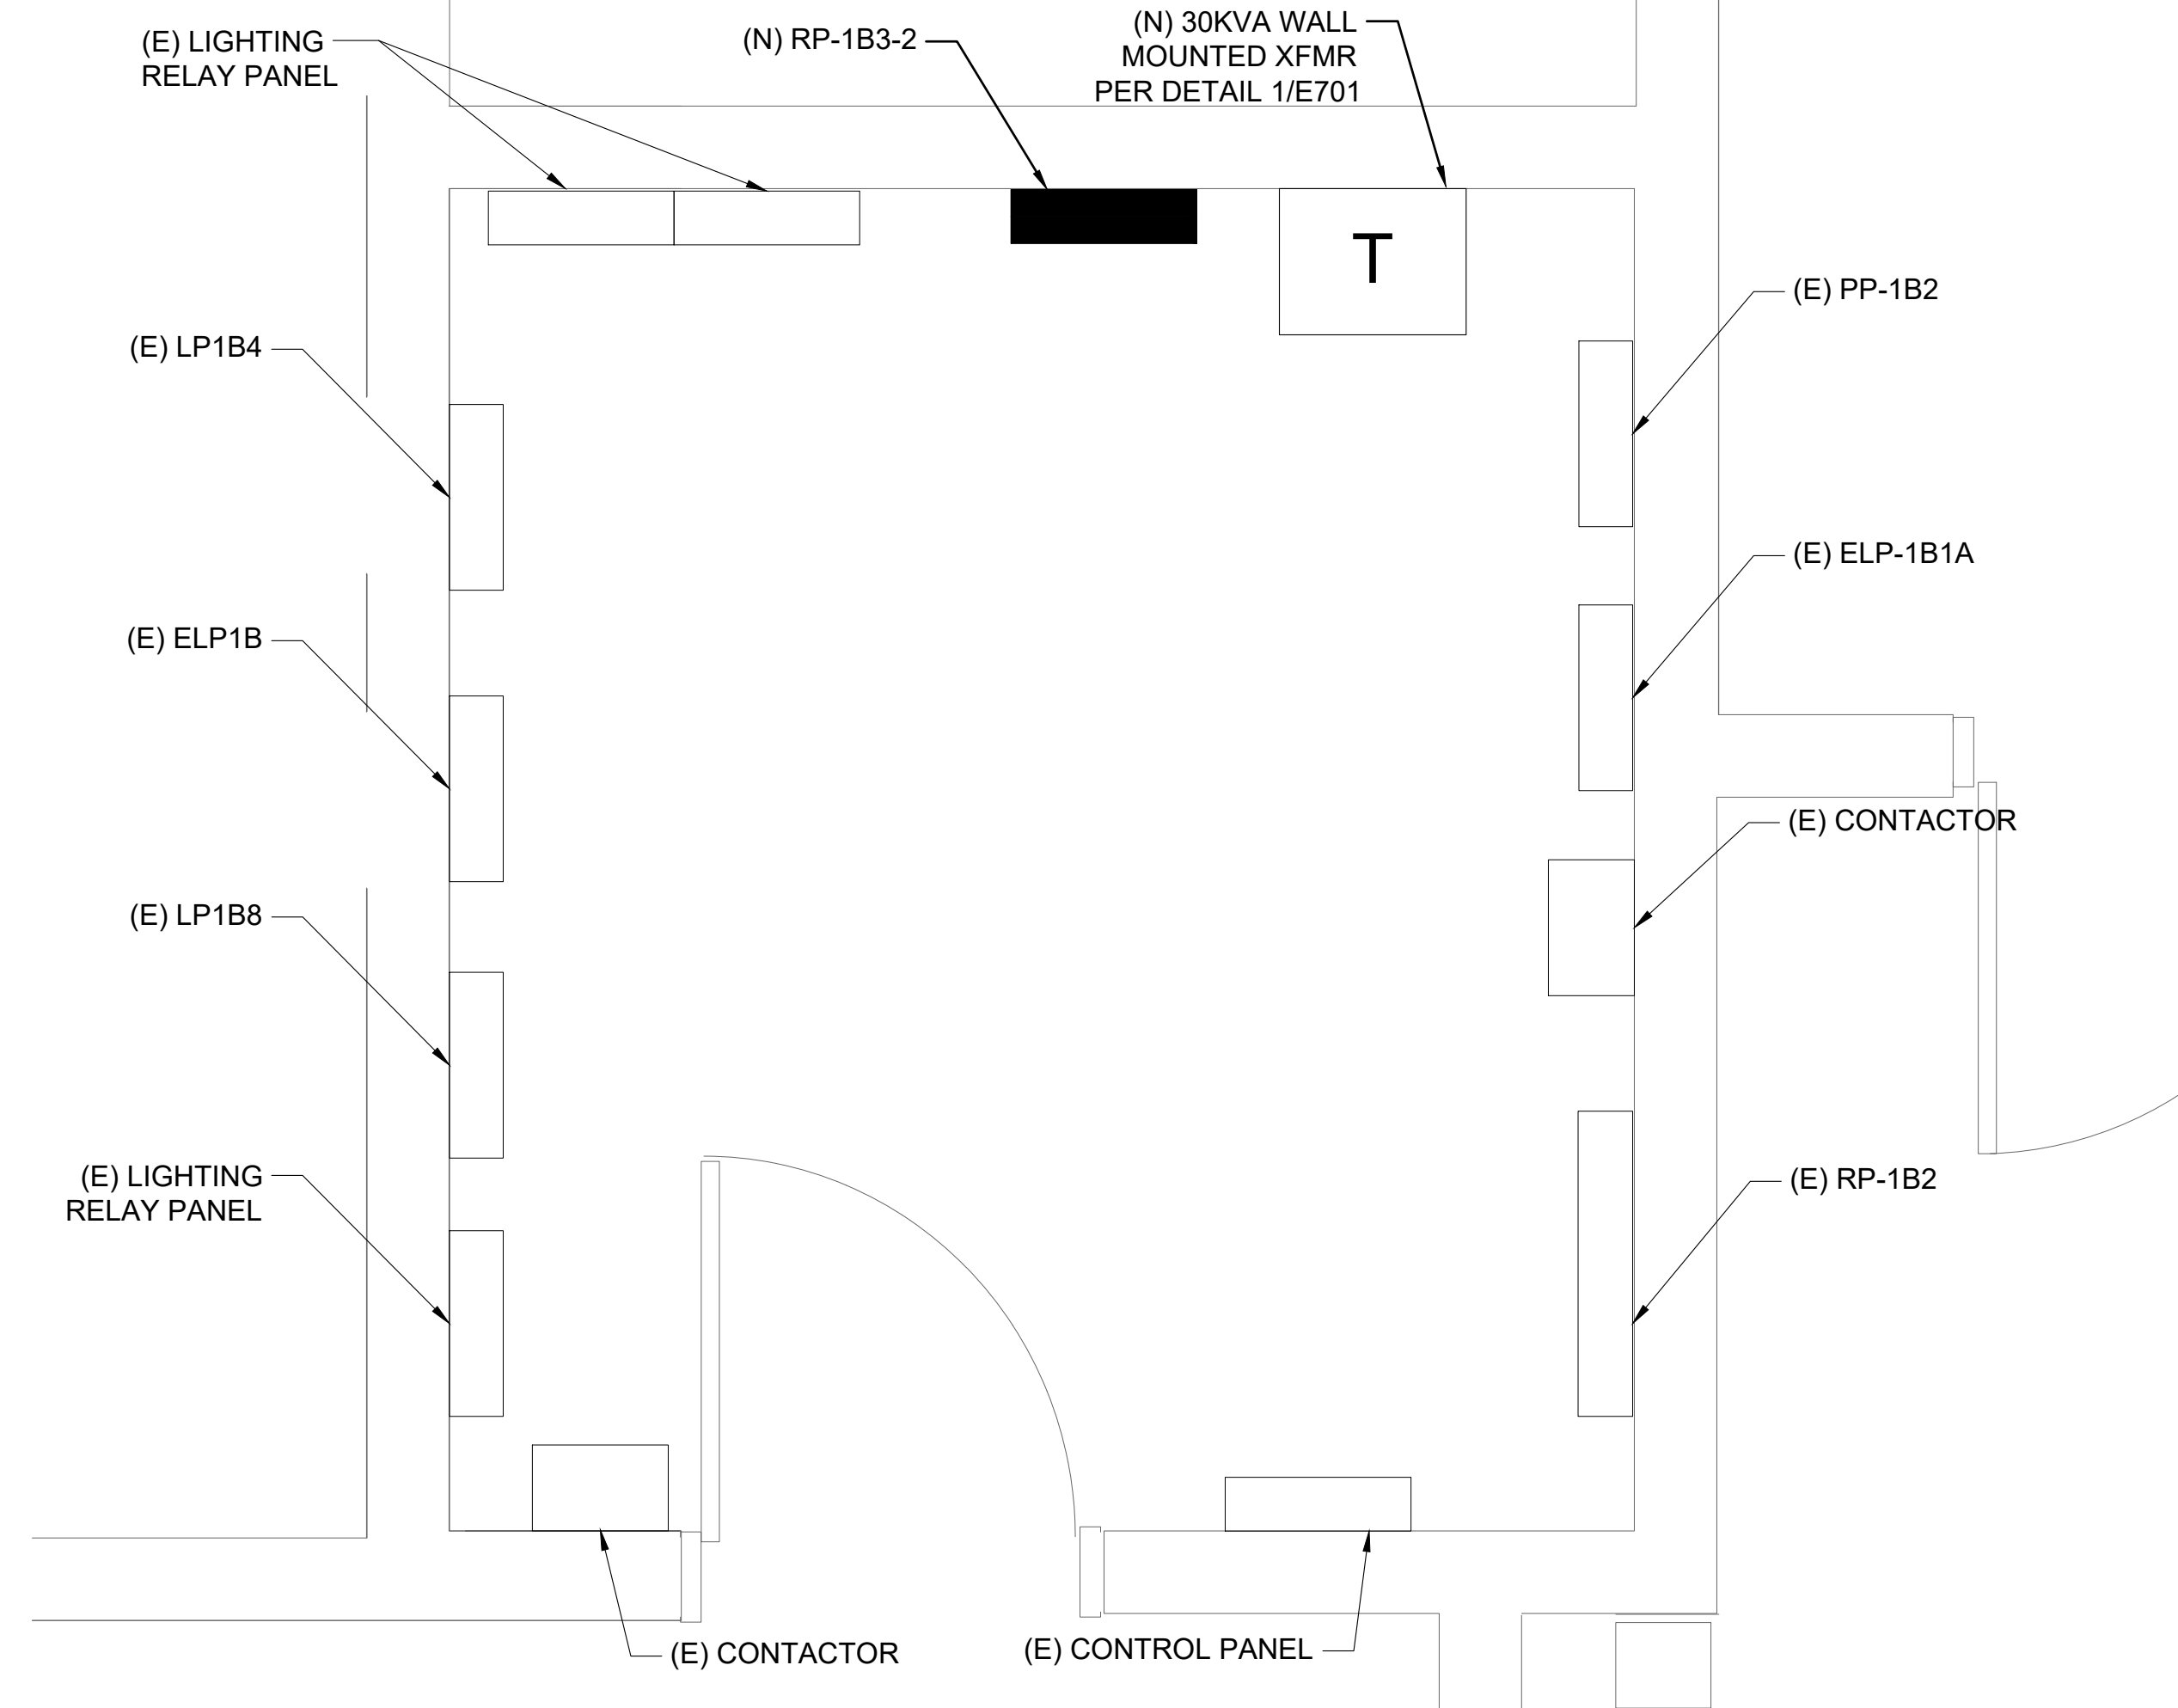 (E) LIGHTING
RELAY PANEL
(N) RP-1B3-2
(N) 30KVA WALL
MOUNTED XFMR
PER DETAIL 1/E701
T
(E) PP-1B2
(E) LP1B4
(E) ELP-1B1A
(E) ELP1B
(E) CONTACTOR
(E) LP1B8
(E) LIGHTING
RELAY PANEL
(E) RP-1B2
(E) CONTACTOR
(E) CONTROL PANEL